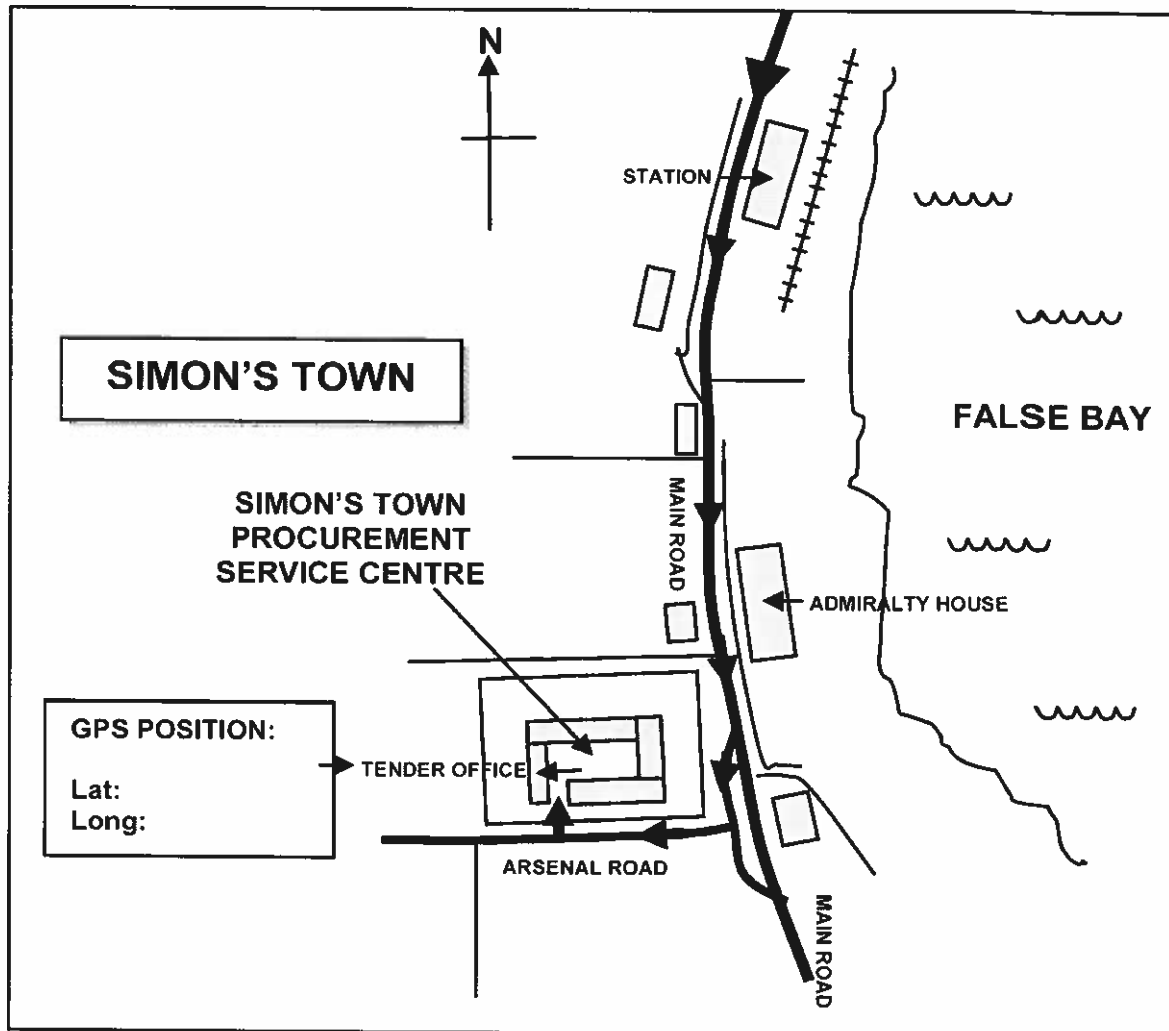 N
STATION
SIMON'S TOWN
FALSE BAY
MAIN ROAD
SIMON'S TOWN
PROCUREMENT
SERVICE CENTRE
ADMIRALTY HOUSE
GPS POSITION:
Lat:
Long:
TENDER OFFICE
ARSENAL ROAD
MAIN ROAD